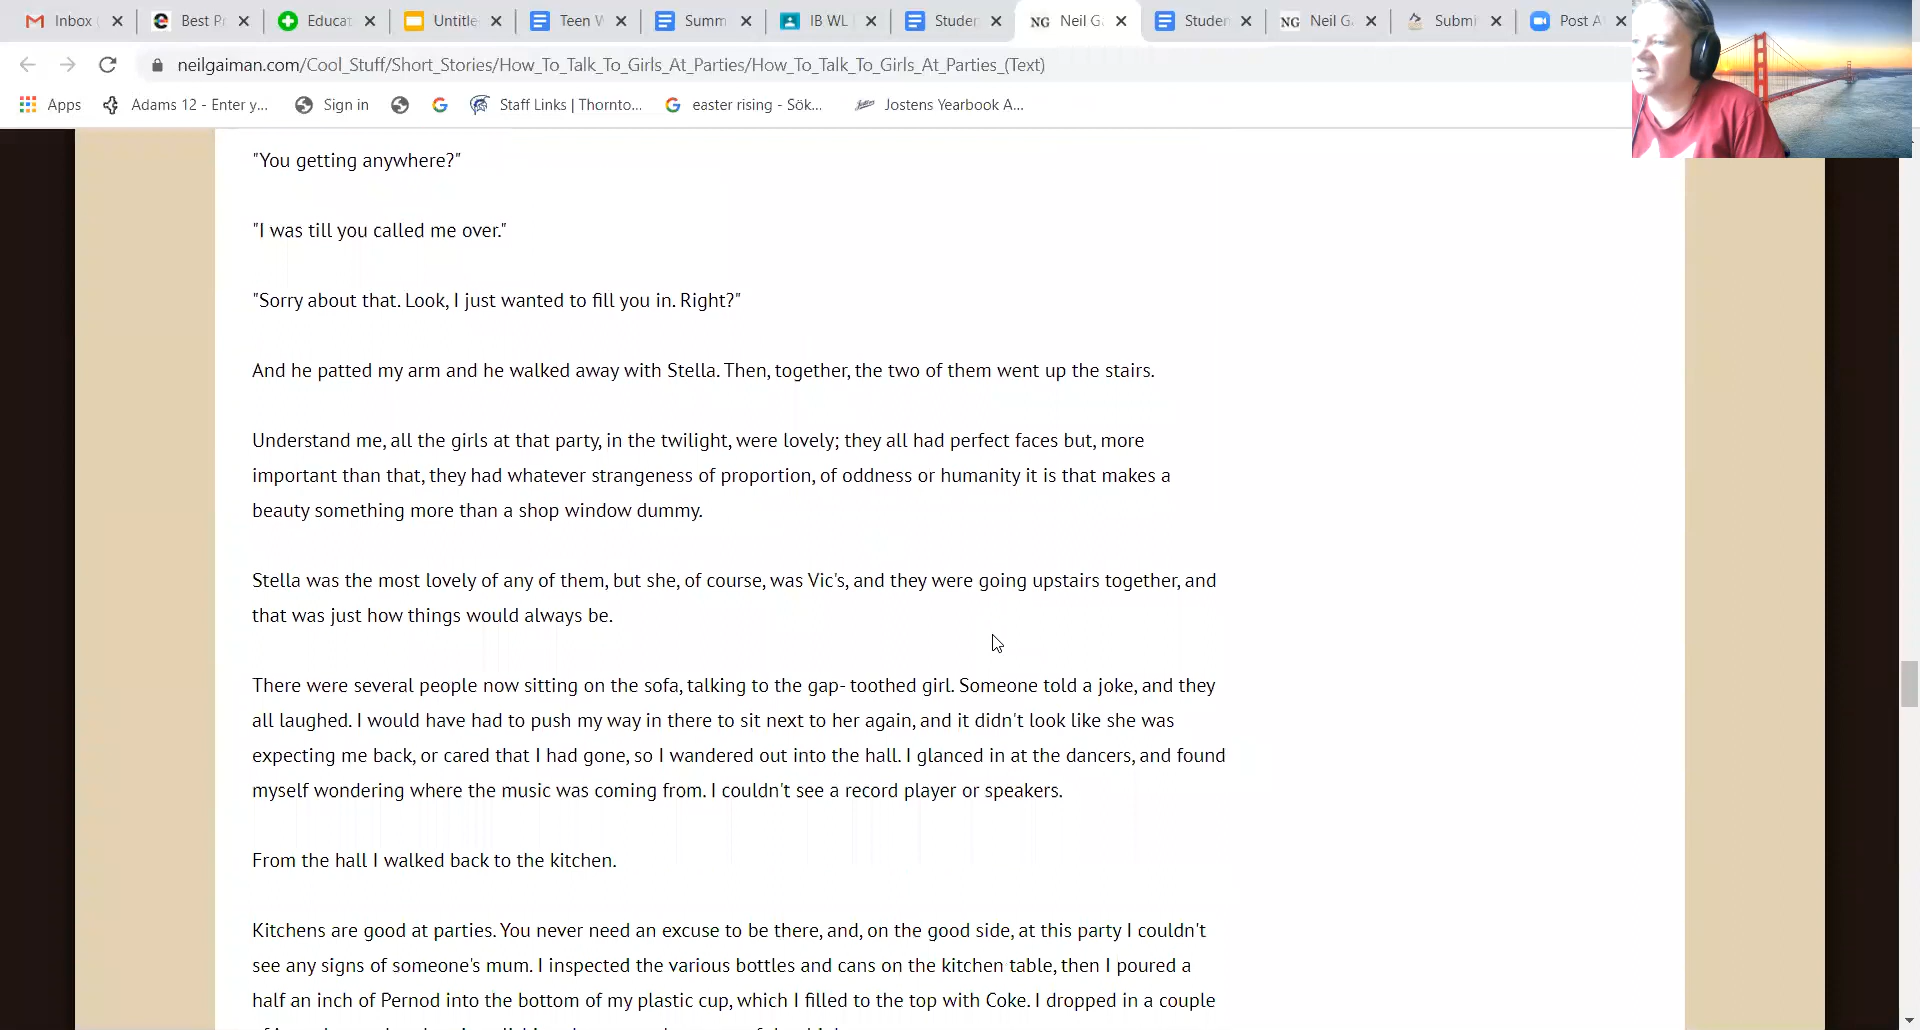 Inbox
Best Pr
Educat
Untitle
Teen W
Summ
IB WL
Studen
NG Neil Ga
Studen
NG Neil G
Submi
Post A
neilgaiman.com/Cool_Stuff/Short_Stories/How_To_Talk_To_Girls_At_Parties/How_To_Talk_To_Girls_At_Parties_(Text)
Apps Adams 12 - Enter y... Sign in Staff Links | Thornto... easter rising - Sök... Jostens Yearbook A...
"You getting anywhere?"
"I was till you called me over."
"Sorry about that. Look, I just wanted to fill you in. Right?"
And he patted my arm and he walked away with Stella. Then, together, the two of them went up the stairs.
Understand me, all the girls at that party, in the twilight, were lovely; they all had perfect faces but, more
important than that, they had whatever strangeness of proportion, of oddness or humanity it is that makes a
beauty something more than a shop window dummy.
Stella was the most lovely of any of them, but she, of course, was Vic's, and they were going upstairs together, and
that was just how things would always be.
There were several people now sitting on the sofa, talking to the gap- toothed girl. Someone told a joke, and they
all laughed. I would have had to push my way in there to sit next to her again, and it didn't look like she was
expecting me back, or cared that I had gone, so I wandered out into the hall. I glanced in at the dancers, and found
myself wondering where the music was coming from. I couldn't see a record player or speakers.
From the hall I walked back to the kitchen.
Kitchens are good at parties. You never need an excuse to be there, and, on the good side, at this party I couldn't
see any signs of someone's mum. I inspected the various bottles and cans on the kitchen table, then I poured a
half an inch of Pernod into the bottom of my plastic cup, which I filled to the top with Coke. I dropped in a couple